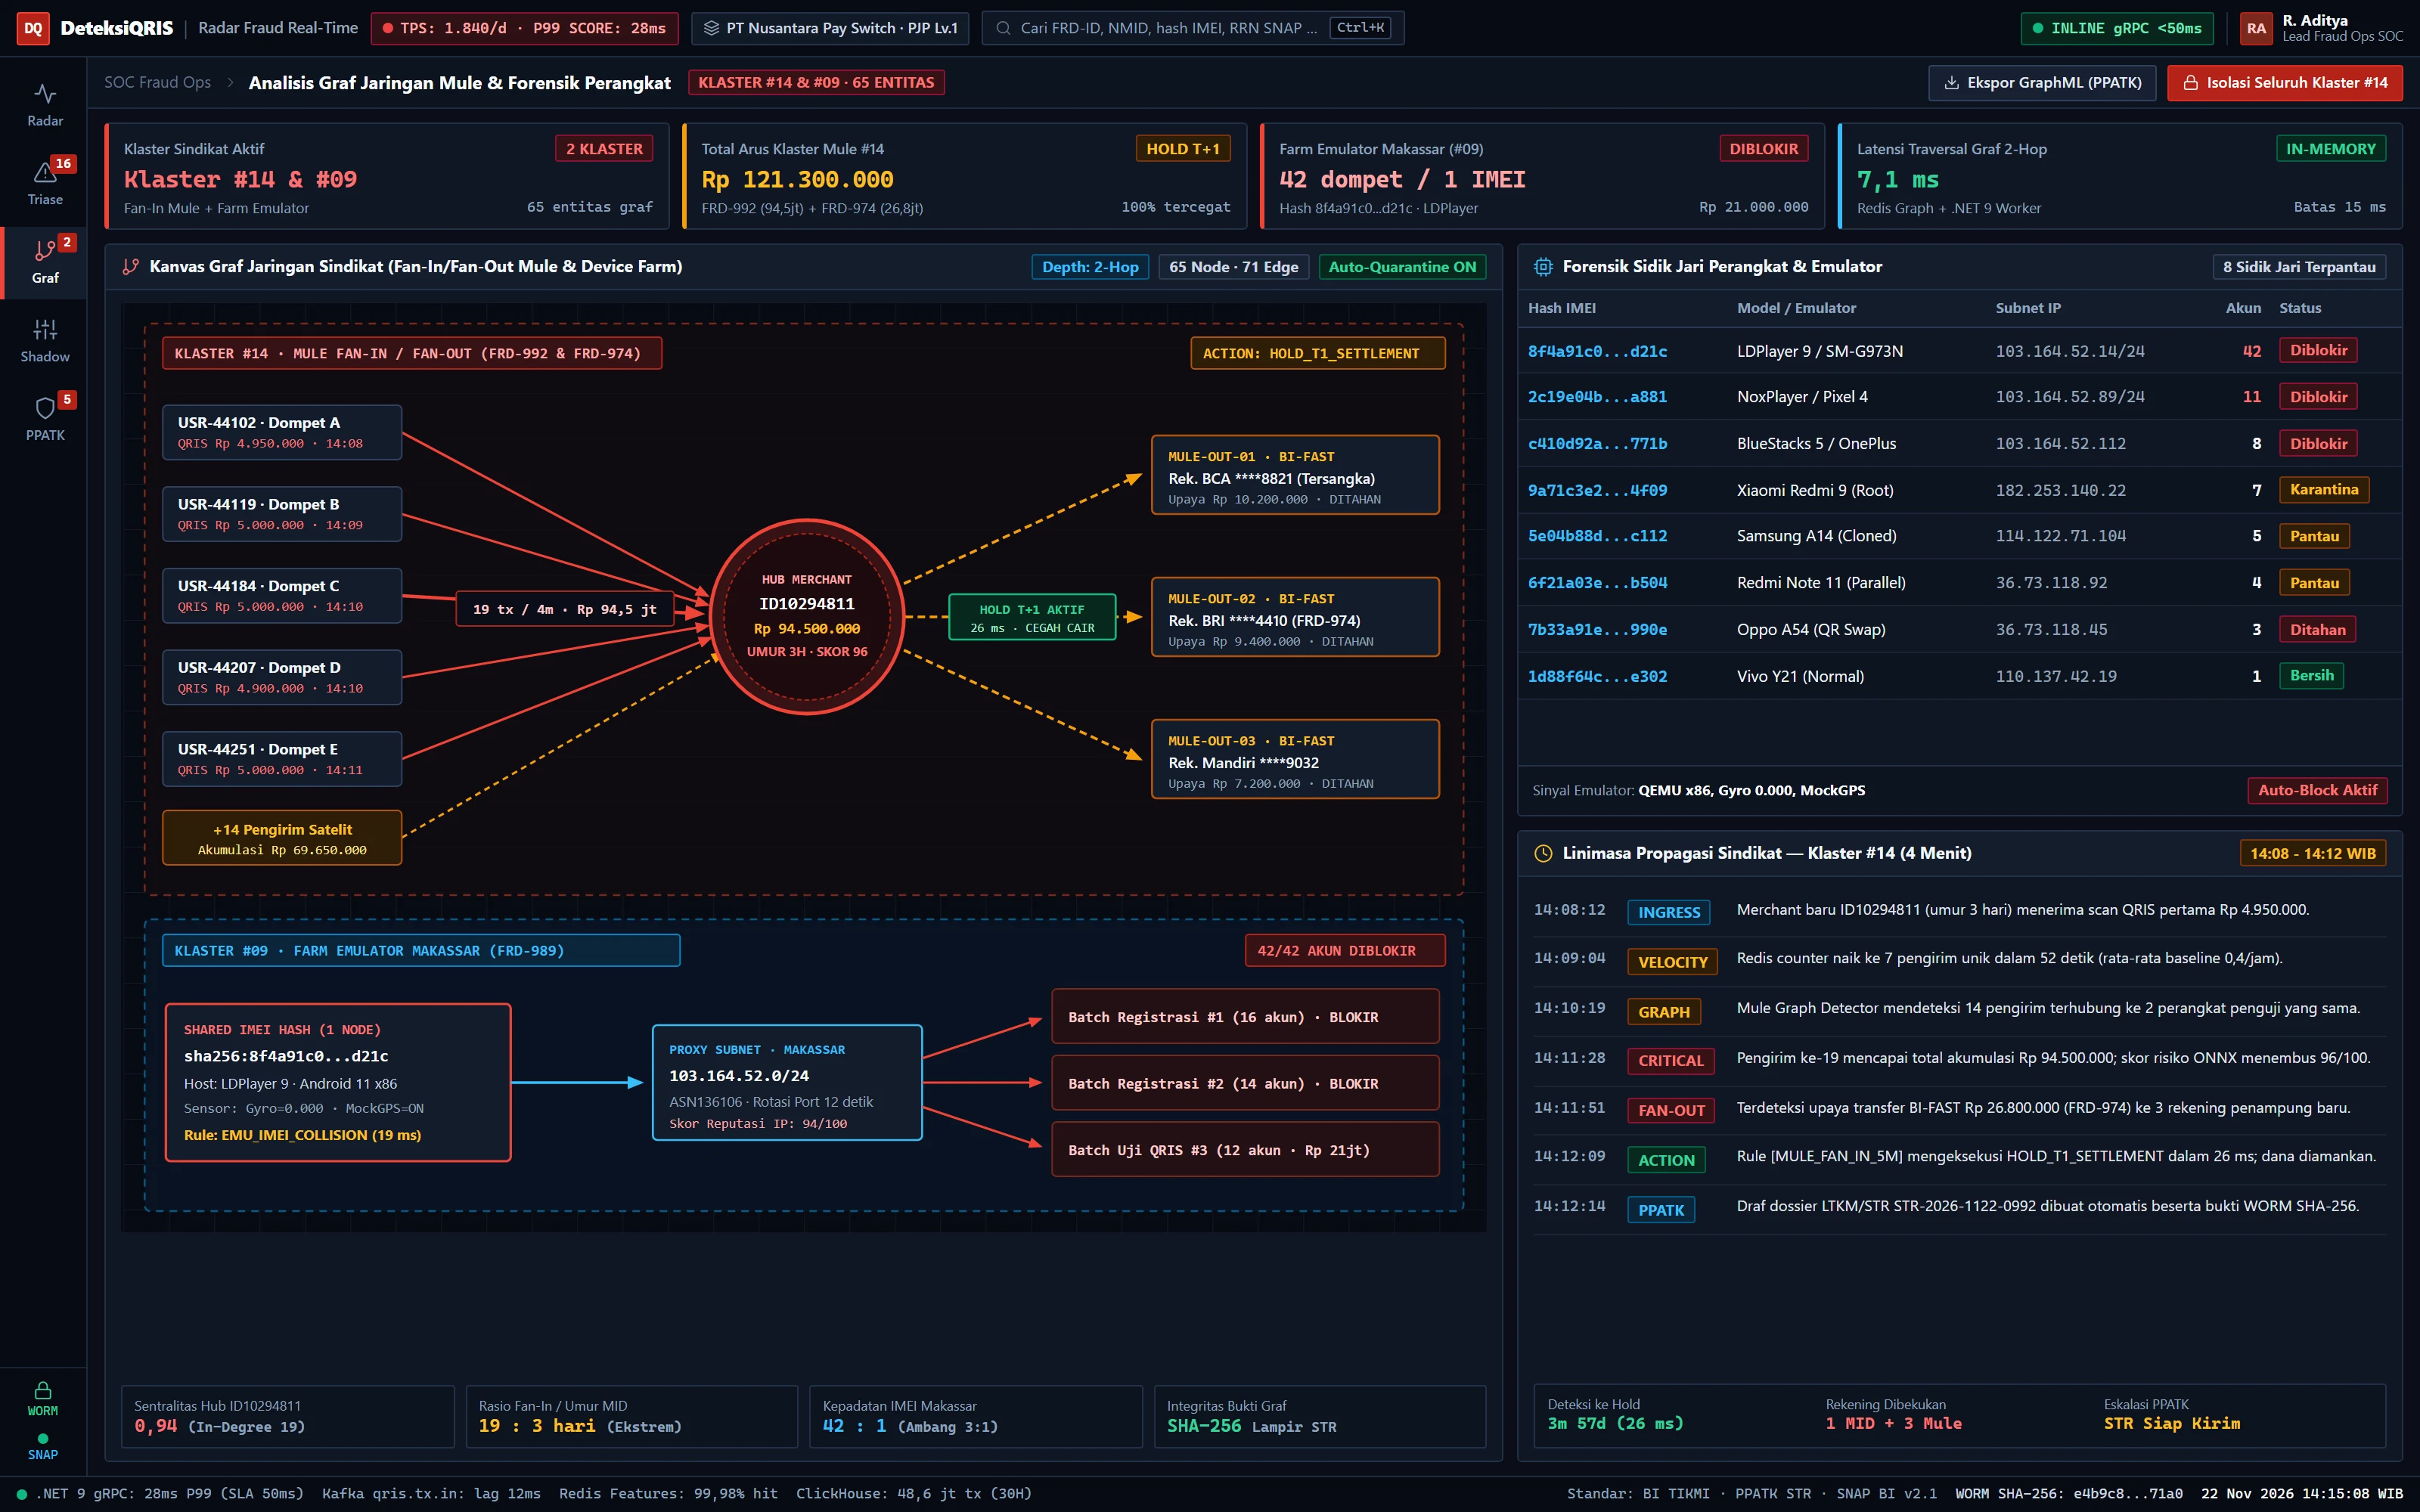 DQ DeteksiQRIS Radar Fraud Real-Time TPS: 1.840/d · P99 SCORE: 28ms PT Nusantara Pay Switch · PJP Lv.1 Cari FRD-ID, NMID, hash IMEI, RRN SNAP ... Ctrl+K INLINE gRPC <50ms RA R. Aditya
Lead Fraud Ops SOC
SOC Fraud Ops > Analisis Graf Jaringan Mule & Forensik Perangkat KLASTER #14 & #09 · 65 ENTITAS Ekspor GraphML (PPATK) Isolasi Seluruh Klaster #14
Radar
16
Triase
2
Graf
Shadow
5
PPATK
WORM
SNAP
Klaster Sindikat Aktif 2 KLASTER
Klaster #14 & #09
Fan-In Mule + Farm Emulator 65 entitas graf
Total Arus Klaster Mule #14 HOLD T+1
Rp 121.300.000
FRD-992 (94,5jt) + FRD-974 (26,8jt) 100% tercegat
Farm Emulator Makassar (#09) DIBLOKIR
42 dompet / 1 IMEI
Hash 8f4a91c0...d21c · LDPlayer Rp 21.000.000
Latensi Traversal Graf 2-Hop IN-MEMORY
7,1 ms
Redis Graph + .NET 9 Worker Batas 15 ms
Kanvas Graf Jaringan Sindikat (Fan-In/Fan-Out Mule & Device Farm) Depth: 2-Hop 65 Node · 71 Edge Auto-Quarantine ON
KLASTER #14 · MULE FAN-IN / FAN-OUT (FRD-992 & FRD-974) ACTION: HOLD_T1_SETTLEMENT
USR-44102 · Dompet A
QRIS Rp 4.950.000 · 14:08
USR-44119 · Dompet B
QRIS Rp 5.000.000 · 14:09
USR-44184 · Dompet C
QRIS Rp 5.000.000 · 14:10
USR-44207 · Dompet D
QRIS Rp 4.900.000 · 14:10
USR-44251 · Dompet E
QRIS Rp 5.000.000 · 14:11
+14 Pengirim Satelit
Akumulasi Rp 69.650.000
19 tx / 4m · Rp 94,5 jt
HUB MERCHANT
ID10294811
Rp 94.500.000
UMUR 3H · SKOR 96
HOLD T+1 AKTIF
26 ms · CEGAH CAIR
MULE-OUT-01 · BI-FAST
Rek. BCA ****8821 (Tersangka)
Upaya Rp 10.200.000 · DITAHAN
MULE-OUT-02 · BI-FAST
Rek. BRI ****4410 (FRD-974)
Upaya Rp 9.400.000 · DITAHAN
MULE-OUT-03 · BI-FAST
Rek. Mandiri ****9032
Upaya Rp 7.200.000 · DITAHAN
KLASTER #09 · FARM EMULATOR MAKASSAR (FRD-989) 42/42 AKUN DIBLOKIR
SHARED IMEI HASH (1 NODE)
sha256:8f4a91c0...d21c
Host: LDPlayer 9 · Android 11 x86
Sensor: Gyro=0.000 · MockGPS=ON
Rule: EMU_IMEI_COLLISION (19 ms)
PROXY SUBNET · MAKASSAR
103.164.52.0/24
ASN136106 · Rotasi Port 12 detik
Skor Reputasi IP: 94/100
Batch Registrasi #1 (16 akun) · BLOKIR
Batch Registrasi #2 (14 akun) · BLOKIR
Batch Uji QRIS #3 (12 akun · Rp 21jt)
Sentralitas Hub ID10294811
0,94 (In-Degree 19)
Rasio Fan-In / Umur MID
19 : 3 hari (Ekstrem)
Kepadatan IMEI Makassar
42 : 1 (Ambang 3:1)
Integritas Bukti Graf
SHA-256 Lampir STR
Forensik Sidik Jari Perangkat & Emulator 8 Sidik Jari Terpantau
Hash IMEI Model / Emulator Subnet IP Akun Status
8f4a91c0...d21c LDPlayer 9 / SM-G973N 103.164.52.14/24 42 Diblokir
2c19e04b...a881 NoxPlayer / Pixel 4 103.164.52.89/24 11 Diblokir
c410d92a...771b BlueStacks 5 / OnePlus 103.164.52.112 8 Diblokir
9a71c3e2...4f09 Xiaomi Redmi 9 (Root) 182.253.140.22 7 Karantina
5e04b88d...c112 Samsung A14 (Cloned) 114.122.71.104 5 Pantau
6f21a03e...b504 Redmi Note 11 (Parallel) 36.73.118.92 4 Pantau
7b33a91e...990e Oppo A54 (QR Swap) 36.73.118.45 3 Ditahan
1d88f64c...e302 Vivo Y21 (Normal) 110.137.42.19 1 Bersih
Sinyal Emulator: QEMU x86, Gyro 0.000, MockGPS Auto-Block Aktif
Linimasa Propagasi Sindikat — Klaster #14 (4 Menit) 14:08 - 14:12 WIB
14:08:12 INGRESS Merchant baru ID10294811 (umur 3 hari) menerima scan QRIS pertama Rp 4.950.000.
14:09:04 VELOCITY Redis counter naik ke 7 pengirim unik dalam 52 detik (rata-rata baseline 0,4/jam).
14:10:19 GRAPH Mule Graph Detector mendeteksi 14 pengirim terhubung ke 2 perangkat penguji yang sama.
14:11:28 CRITICAL Pengirim ke-19 mencapai total akumulasi Rp 94.500.000; skor risiko ONNX menembus 96/100.
14:11:51 FAN-OUT Terdeteksi upaya transfer BI-FAST Rp 26.800.000 (FRD-974) ke 3 rekening penampung baru.
14:12:09 ACTION Rule [MULE_FAN_IN_5M] mengeksekusi HOLD_T1_SETTLEMENT dalam 26 ms; dana diamankan.
14:12:14 PPATK Draf dossier LTKM/STR STR-2026-1122-0992 dibuat otomatis beserta bukti WORM SHA-256.
Deteksi ke Hold
3m 57d (26 ms)
Rekening Dibekukan
1 MID + 3 Mule
Eskalasi PPATK
STR Siap Kirim
.NET 9 gRPC: 28ms P99 (SLA 50ms) Kafka qris.tx.in: lag 12ms Redis Features: 99,98% hit ClickHouse: 48,6 jt tx (30H) Standar: BI TIKMI · PPATK STR · SNAP BI v2.1 WORM SHA-256: e4b9c8...71a0 22 Nov 2026 14:15:08 WIB